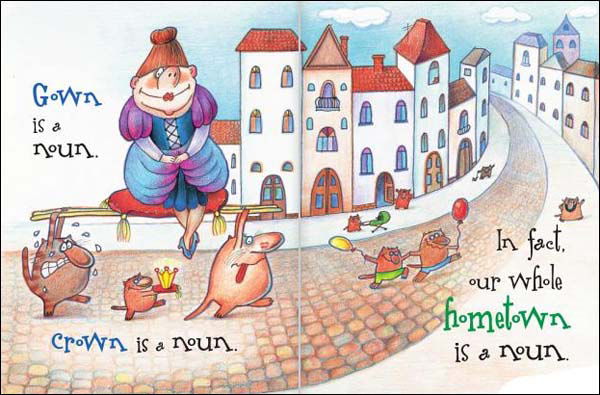 Gown
is a
noun.
crown is a noun.
In fact,
our whole
hometown
is a noun.